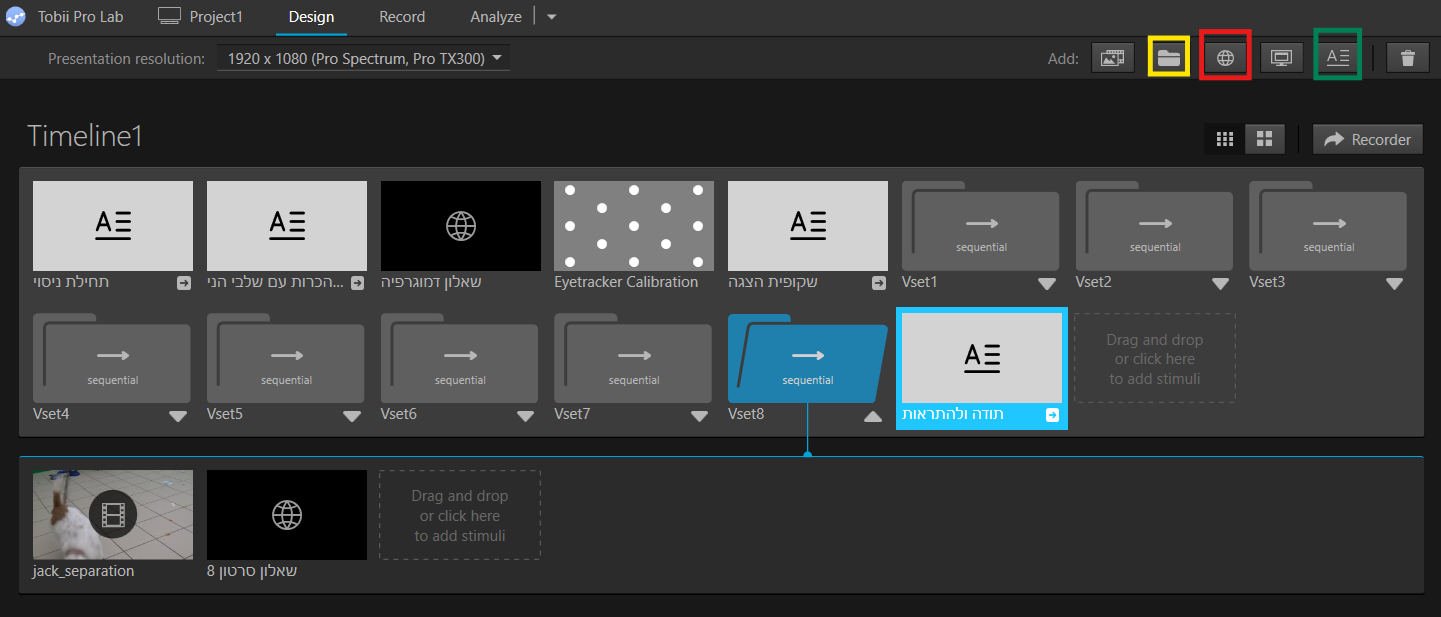 Tobii Pro Lab
Project1
Design
Record
Analyze
Presentation resolution:
1920 x 1080 (Pro Spectrum, Pro TX300)
Add:
Timeline1
Recorder
תחילת ניסוי
הכרות עם שלבי הני...
שאלון דמוגרפיה
Eyetracker Calibration
שקופית הצגה
sequential
Vset1
sequential
Vset2
sequential
Vset3
sequential
Vset4
sequential
Vset5
sequential
Vset6
sequential
Vset7
sequential
Vset8
תודה ולהתראות
Drag and drop
or click here
to add stimuli
jack_separation
שאלון סרטון 8
Drag and drop
or click here
to add stimuli